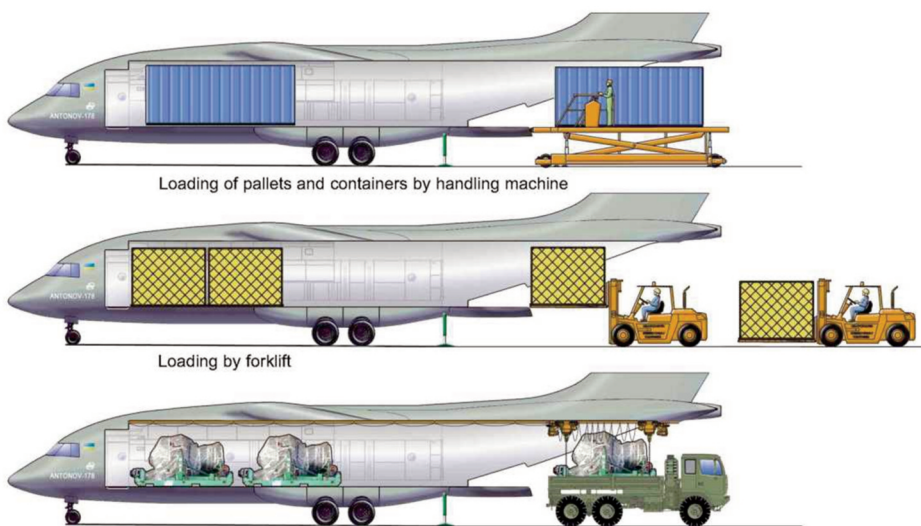 ANTONOV-178
Loading of pallets and containers by handling machine
ANTONOV-178
Loading by forklift
ANTONOV-178